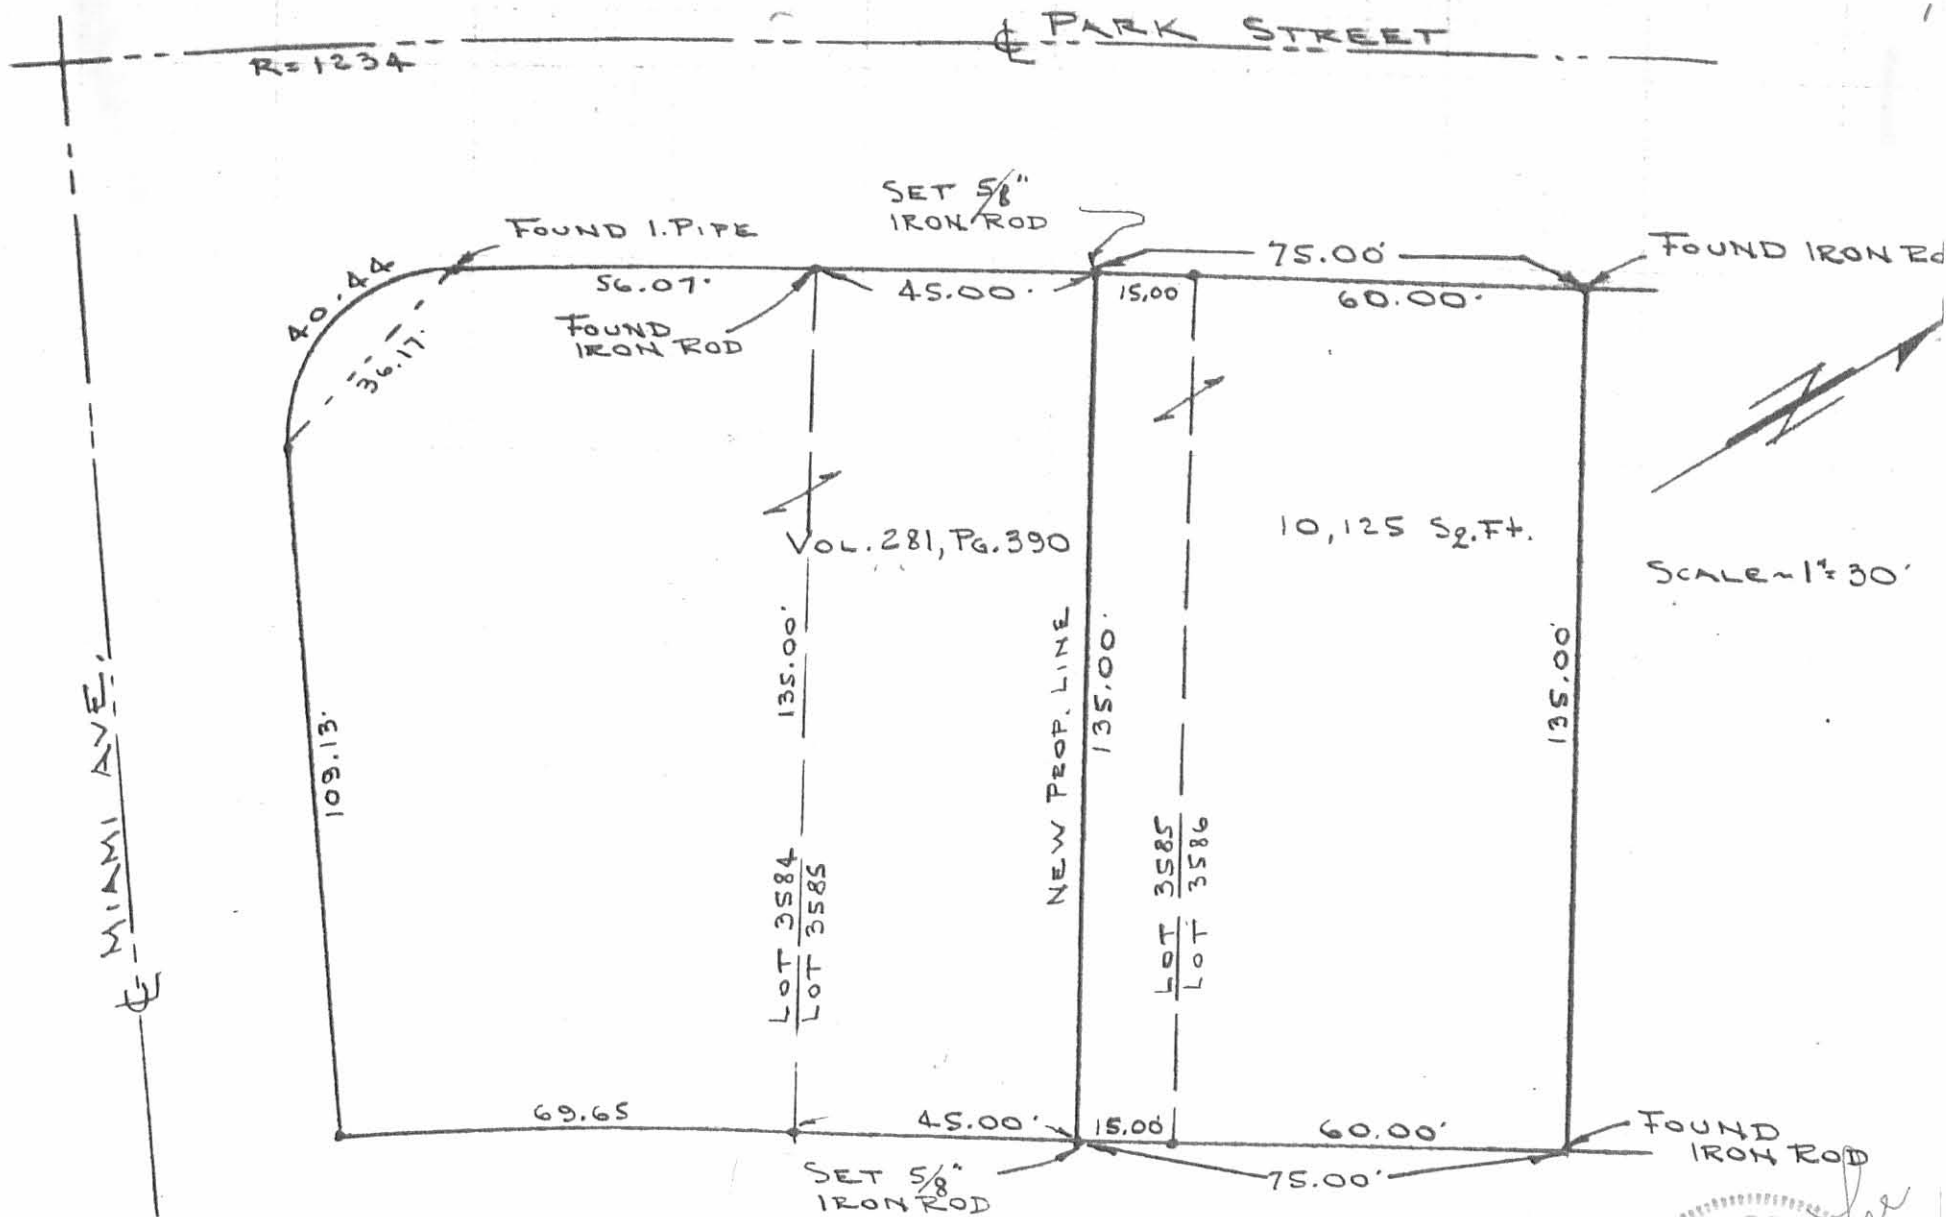 ℄ PARK STREET
R=1234
SET 5/8"
IRON ROD
FOUND I. PIPE
75.00'
FOUND IRON
40.44
56.07'
45.00'
15.00
60.00'
36.17'
FOUND
IRON ROD
VOL. 281, PG. 390
10,125 Sq. Ft.
SCALE ~ 1"= 30'
109.13'
135.00'
NEW PROP. LINE
135.00'
135.00'
℄ MIAMI AVE.
LOT 3584
LOT 3585
LOT 3585
LOT 3586
69.65
45.00'
15.00'
60.00'
FOUND
IRON ROD
SET 5/8"
IRON ROD
75.00'